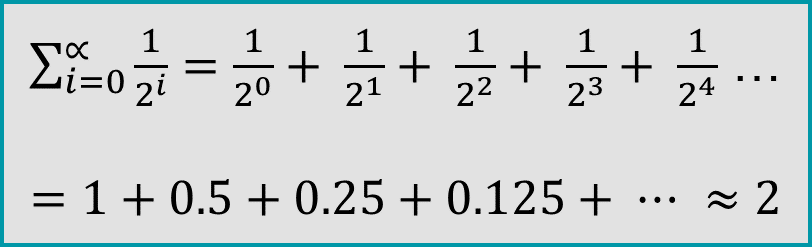 ∑_{i=0}^{∝} 1/2^i = 1/2^0 + 1/2^1 + 1/2^2 + 1/2^3 + 1/2^4 ...
= 1 + 0.5 + 0.25 + 0.125 + ⋯ ≈ 2